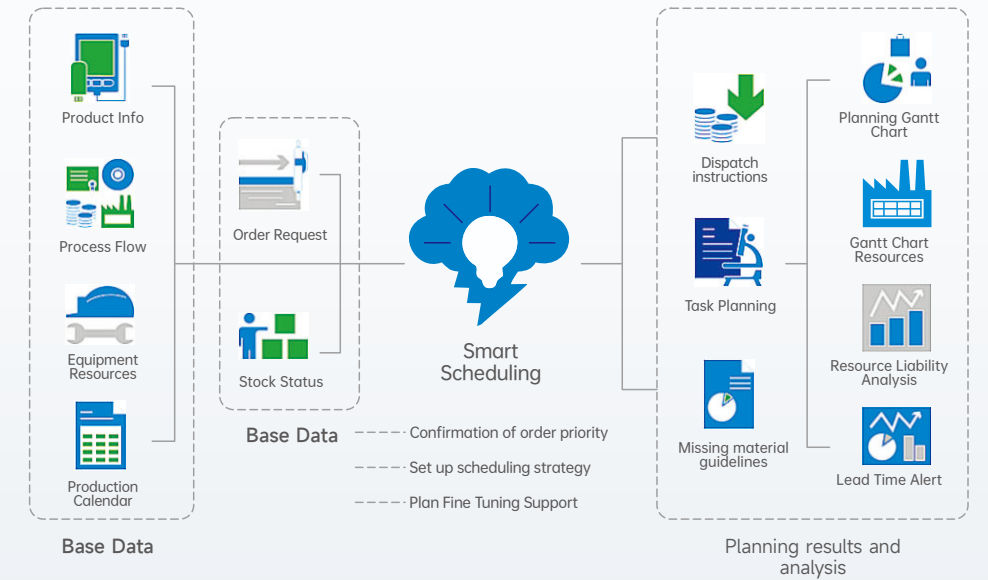 Product Info
Process Flow
Equipment
Resources
Production
Calendar
Base Data
Order Request
Stock Status
Base Data
Smart
Scheduling
Confirmation of order priority
Set up scheduling strategy
Plan Fine Tuning Support
Dispatch
instructions
Task Planning
Missing material
guidelines
Planning Gantt
Chart
Gantt Chart
Resources
Resource Liability
Analysis
Lead Time Alert
Planning results and
analysis